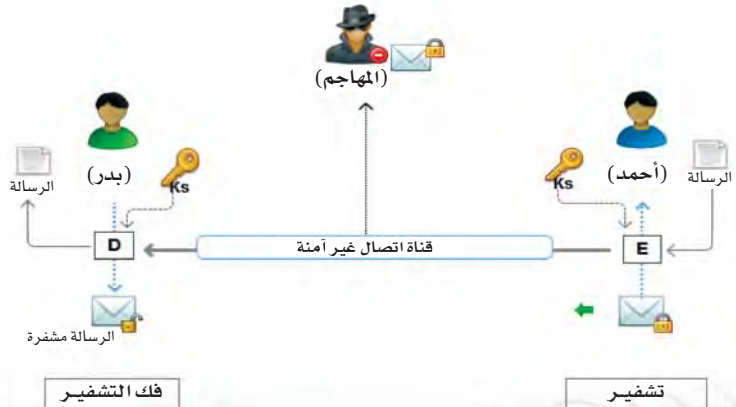 (المهاجم)
(أحمد)
الرسالة
Ks
(بدر)
الرسالة
Ks
E
قناة اتصال غير آمنة
D
الرسالة مشفرة
تشفير
فك التشفير